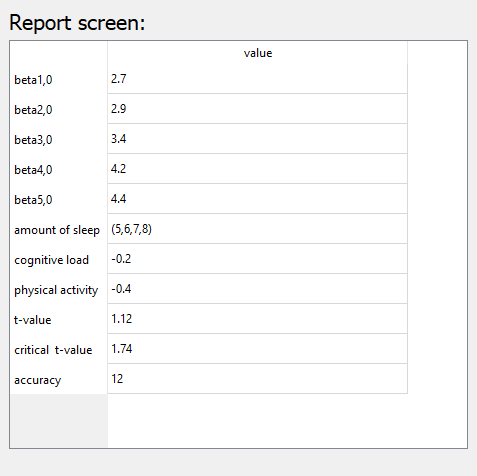 Report screen:
value
beta1,0 2.7
beta2,0 2.9
beta3,0 3.4
beta4,0 4.2
beta5,0 4.4
amount of sleep (5,6,7,8)
cognitive load -0.2
physical activity -0.4
t-value 1.12
critical  t-value 1.74
accuracy 12